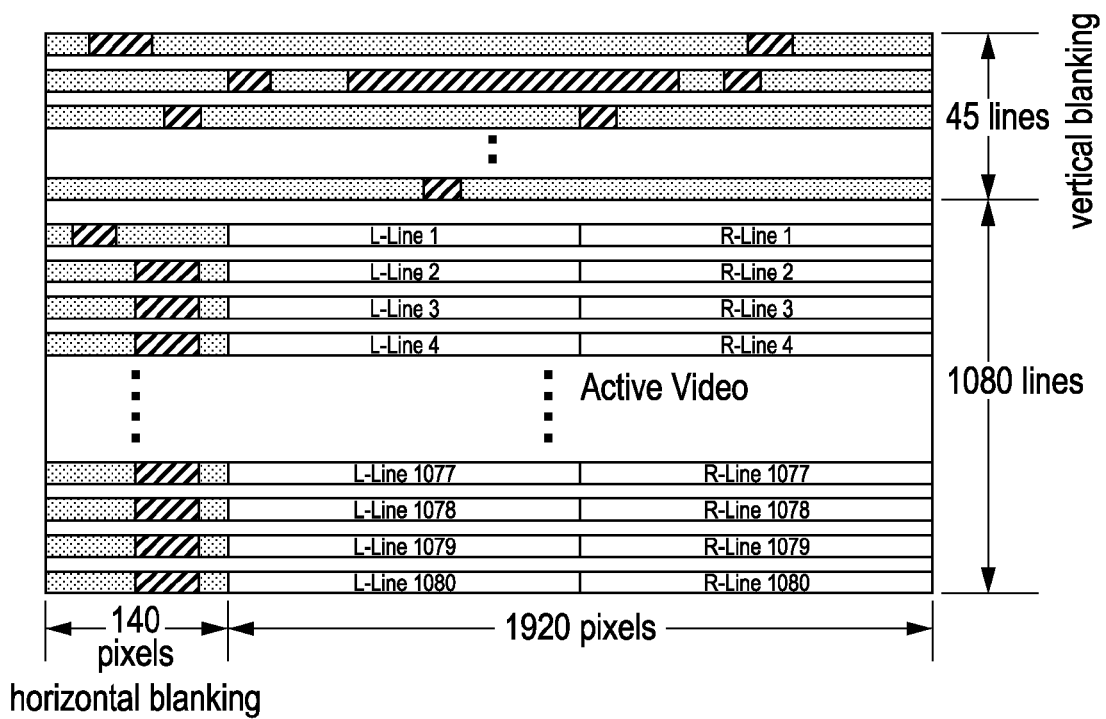 45 lines
vertical blanking
L-Line 1 R-Line 1
L-Line 2 R-Line 2
L-Line 3 R-Line 3
L-Line 4 R-Line 4
Active Video
1080 lines
L-Line 1077 R-Line 1077
L-Line 1078 R-Line 1078
L-Line 1079 R-Line 1079
L-Line 1080 R-Line 1080
140
pixels
1920 pixels
horizontal blanking